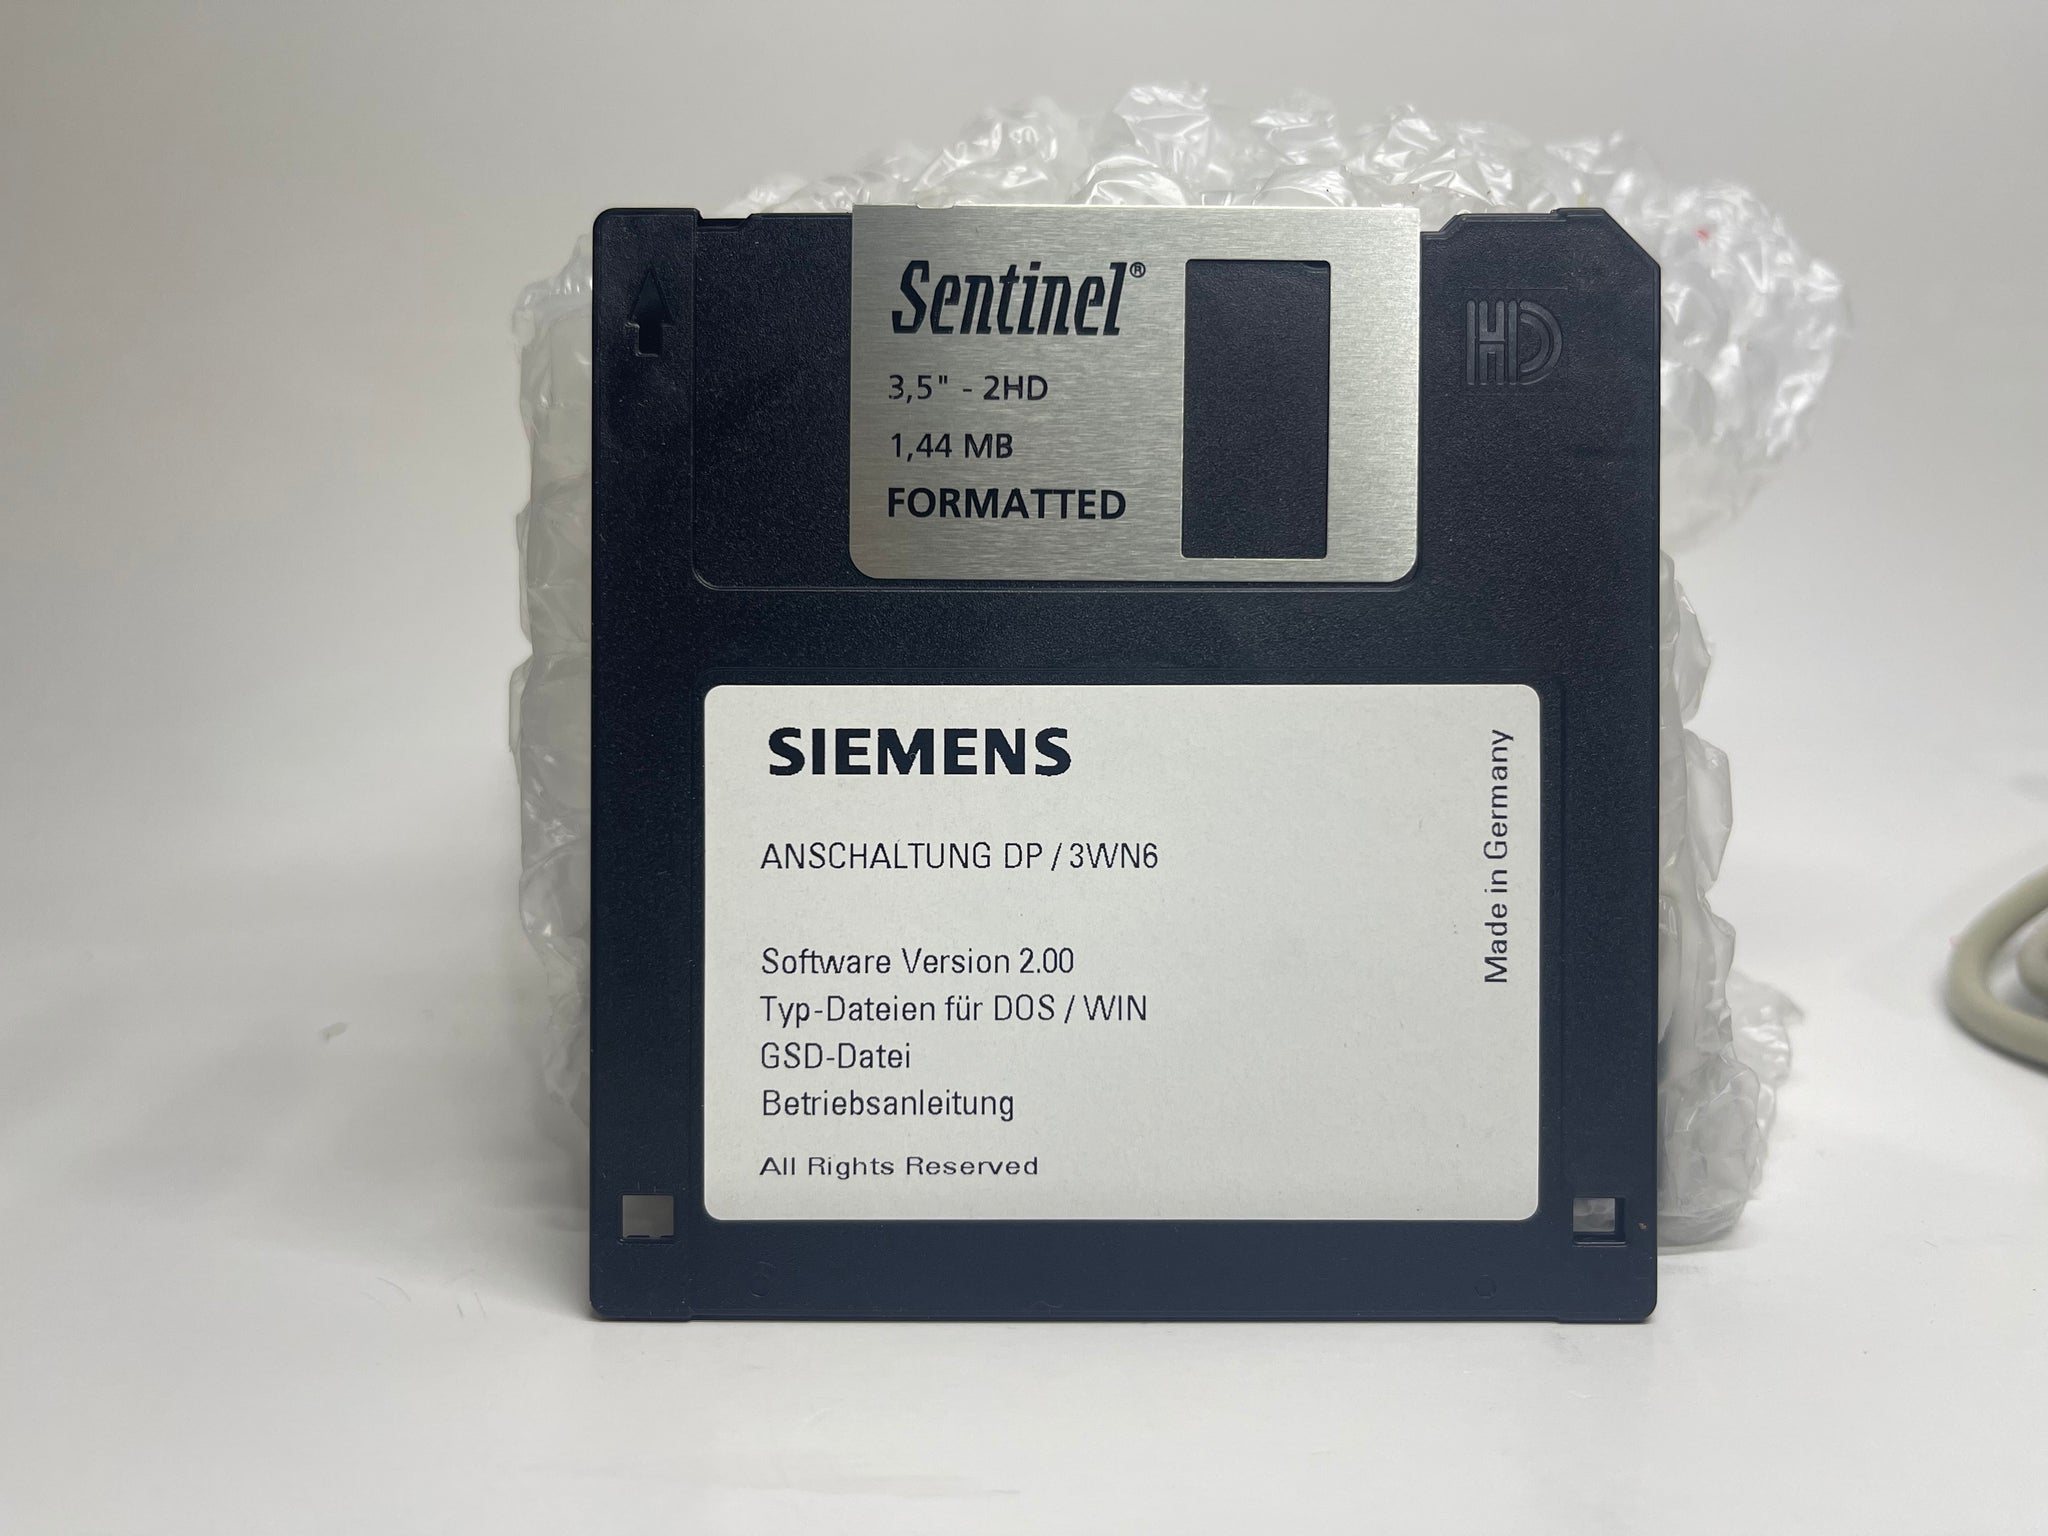 Sentinel®
3,5" - 2HD
1,44 MB
FORMATTED
HD
SIEMENS
ANSCHALTUNG DP / 3WN6
Software Version 2.00
Typ-Dateien für DOS / WIN
GSD-Datei
Betriebsanleitung
All Rights Reserved
Made in Germany